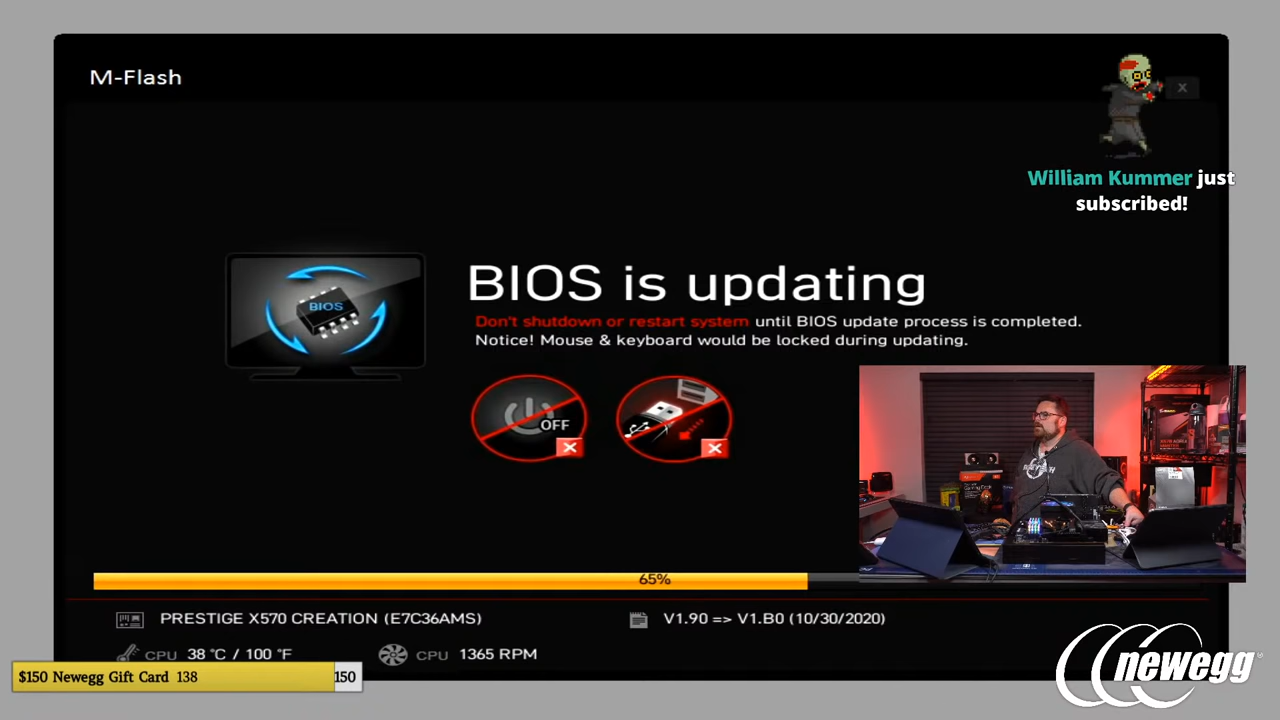 M-Flash
X
William Kummer just
subscribed!
BIOS
BIOS is updating
Don't shutdown or restart system until BIOS update process is completed.
Notice! Mouse & keyboard would be locked during updating.
OFF
65%
PRESTIGE X570 CREATION (E7C36AMS)
V1.90 => V1.B0 (10/30/2020)
CPU 38 °C / 100 °F
CPU 1365 RPM
$150 Newegg Gift Card 138
150
newegg